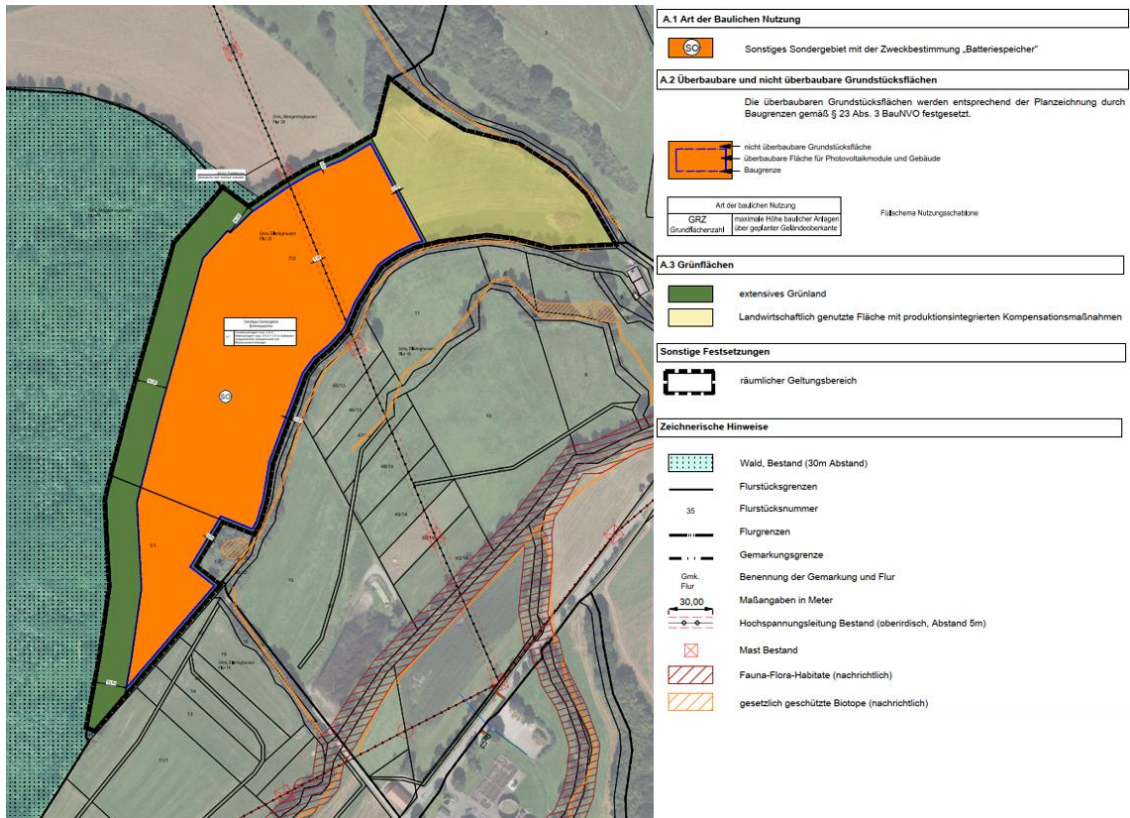 A.1 Art der Baulichen Nutzung
SO
Sonstiges Sondergebiet mit der Zweckbestimmung „Batteriespeicher"
A.2 Überbaubare und nicht überbaubare Grundstücksflächen
Die überbaubaren Grundstücksflächen werden entsprechend der Planzeichnung durch
Baugrenzen gemäß § 23 Abs. 3 BauNVO festgesetzt.
nicht überbaubare Grundstücksfläche
überbaubare Fläche für Photovoltaikmodule und Gebäude
Baugrenze
Art der baulichen Nutzung
GRZ
Grundflächenzahl
maximale Höhe baulicher Anlagen
über geplanter Geländeoberkante
Füllschema Nutzungsschablone
A.3 Grünflächen
extensives Grünland
Landwirtschaftlich genutzte Fläche mit produktionsintegrierten Kompensationsmaßnahmen
Sonstige Festsetzungen
räumlicher Geltungsbereich
Zeichnerische Hinweise
Wald, Bestand (30m Abstand)
Flurstücksgrenzen
35
Flurstücksnummer
Flurgrenzen
Gemarkungsgrenze
Gmk.
Flur
Benennung der Gemarkung und Flur
30,00
Maßangaben in Meter
Hochspannungsleitung Bestand (oberirdisch, Abstand 5m)
Mast Bestand
Fauna-Flora-Habitate (nachrichtlich)
gesetzlich geschützte Biotope (nachrichtlich)
SO
11
10
15
14
13